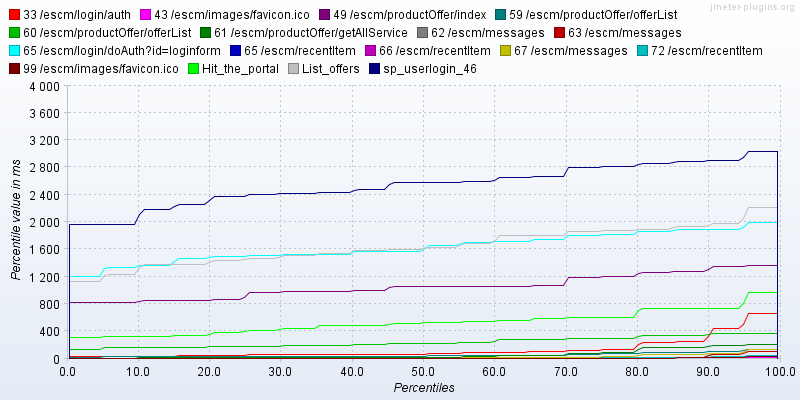 jmeter-plugins.org
33 /escm/login/auth 43 /escm/images/favicon.ico 49 /escm/productOffer/index 59 /escm/productOffer/offerList
60 /escm/productOffer/offerList 61 /escm/productOffer/getAllService 62 /escm/messages 63 /escm/messages
65 /escm/login/doAuth?id=loginform 65 /escm/recentItem 66 /escm/recentItem 67 /escm/messages 72 /escm/recentItem
99 /escm/images/favicon.ico Hit_the_portal List_offers sp_userlogin_46
4 000
3 600
3 200
2 800
2 400
2 000
1 600
1 200
800
400
0
Percentile value in ms
0.0 10.0 20.0 30.0 40.0 50.0 60.0 70.0 80.0 90.0 100.0
Percentiles